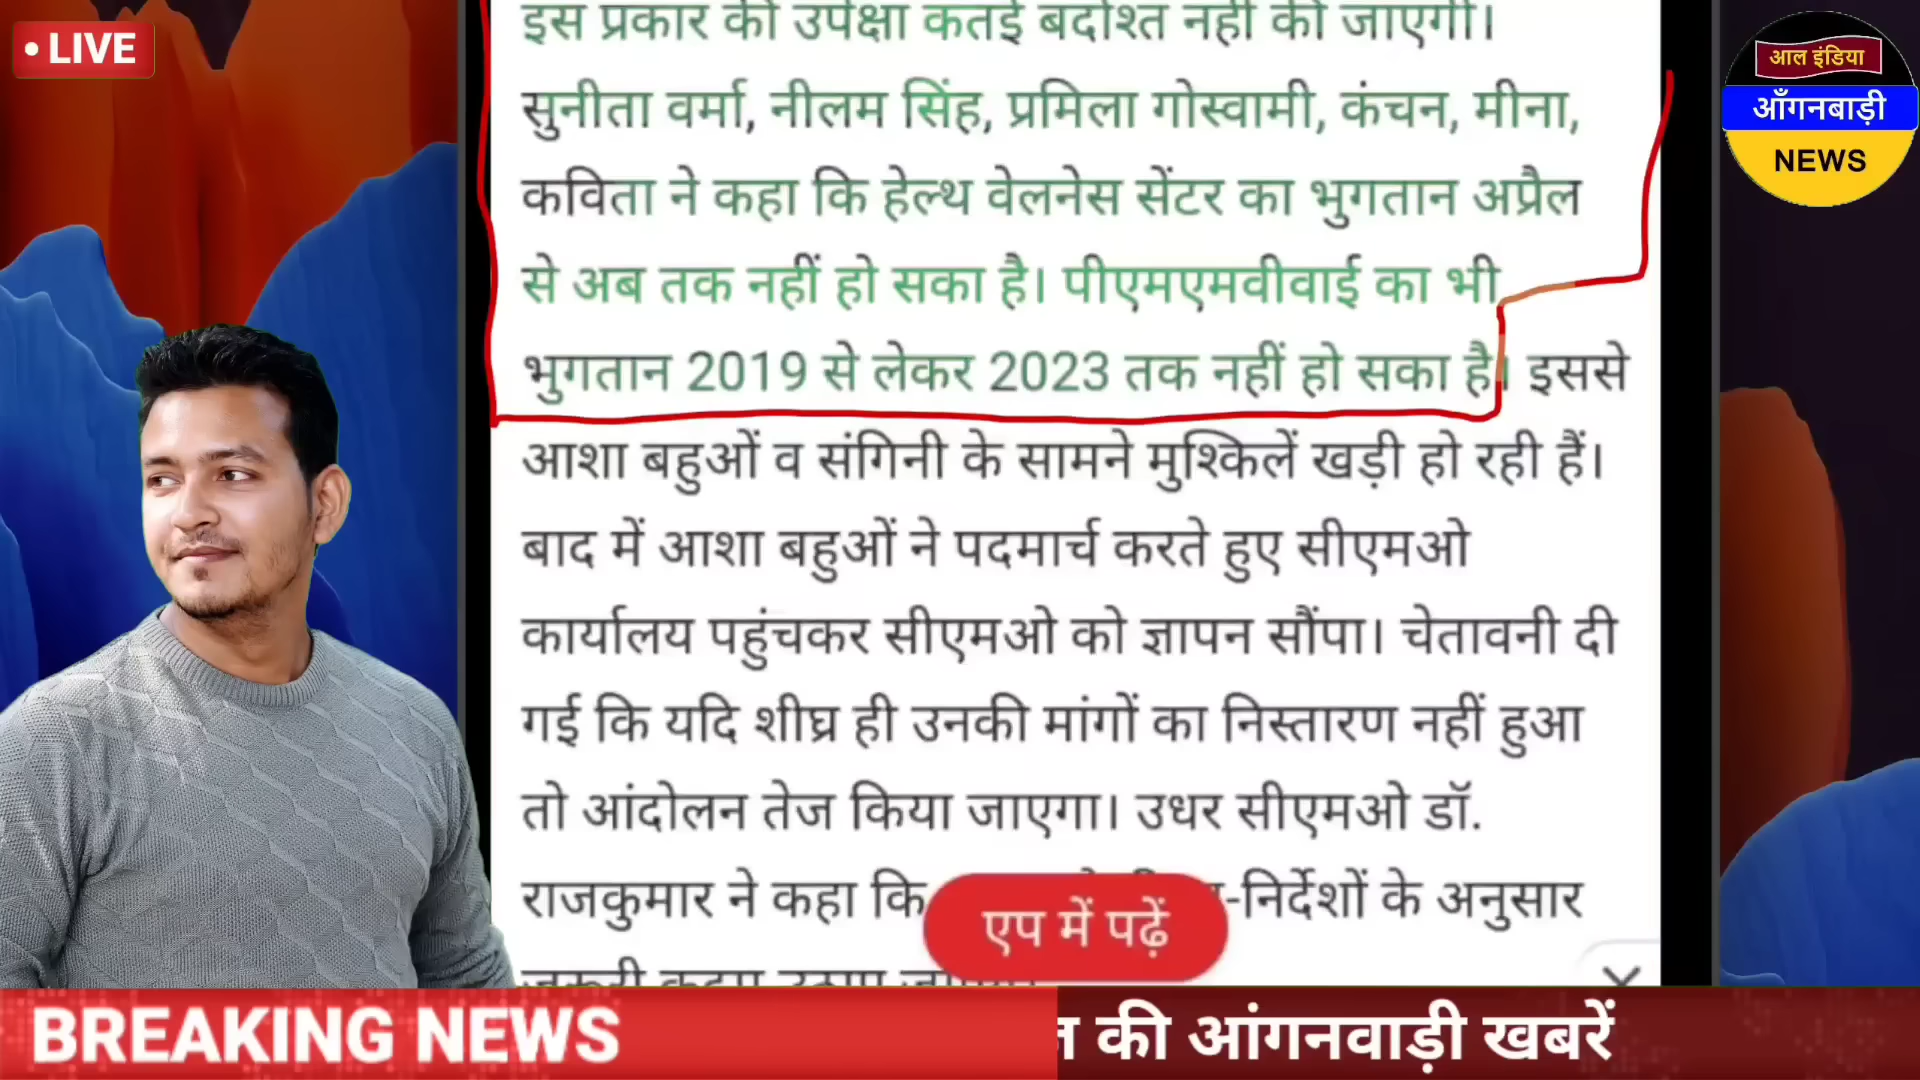 • LIVE
आल इंडिया
आँगनबाड़ी
NEWS
इस प्रकार की उपेक्षा कतई बर्दाश्त नहीं की जाएगी।
सुनीता वर्मा, नीलम सिंह, प्रमिला गोस्वामी, कंचन, मीना,
कविता ने कहा कि हेल्थ वेलनेस सेंटर का भुगतान अप्रैल
से अब तक नहीं हो सका है। पीएमएमवीवाई का भी
भुगतान 2019 से लेकर 2023 तक नहीं हो सका है। इससे
आशा बहुओं व संगिनी के सामने मुश्किलें खड़ी हो रही हैं।
बाद में आशा बहुओं ने पदमार्च करते हुए सीएमओ
कार्यालय पहुंचकर सीएमओ को ज्ञापन सौंपा। चेतावनी दी
गई कि यदि शीघ्र ही उनकी मांगों का निस्तारण नहीं हुआ
तो आंदोलन तेज किया जाएगा। उधर सीएमओ डॉ.
राजकुमार ने कहा कि -निर्देशों के अनुसार
एप में पढ़ें
BREAKING NEWS
की आंगनवाड़ी खबरें